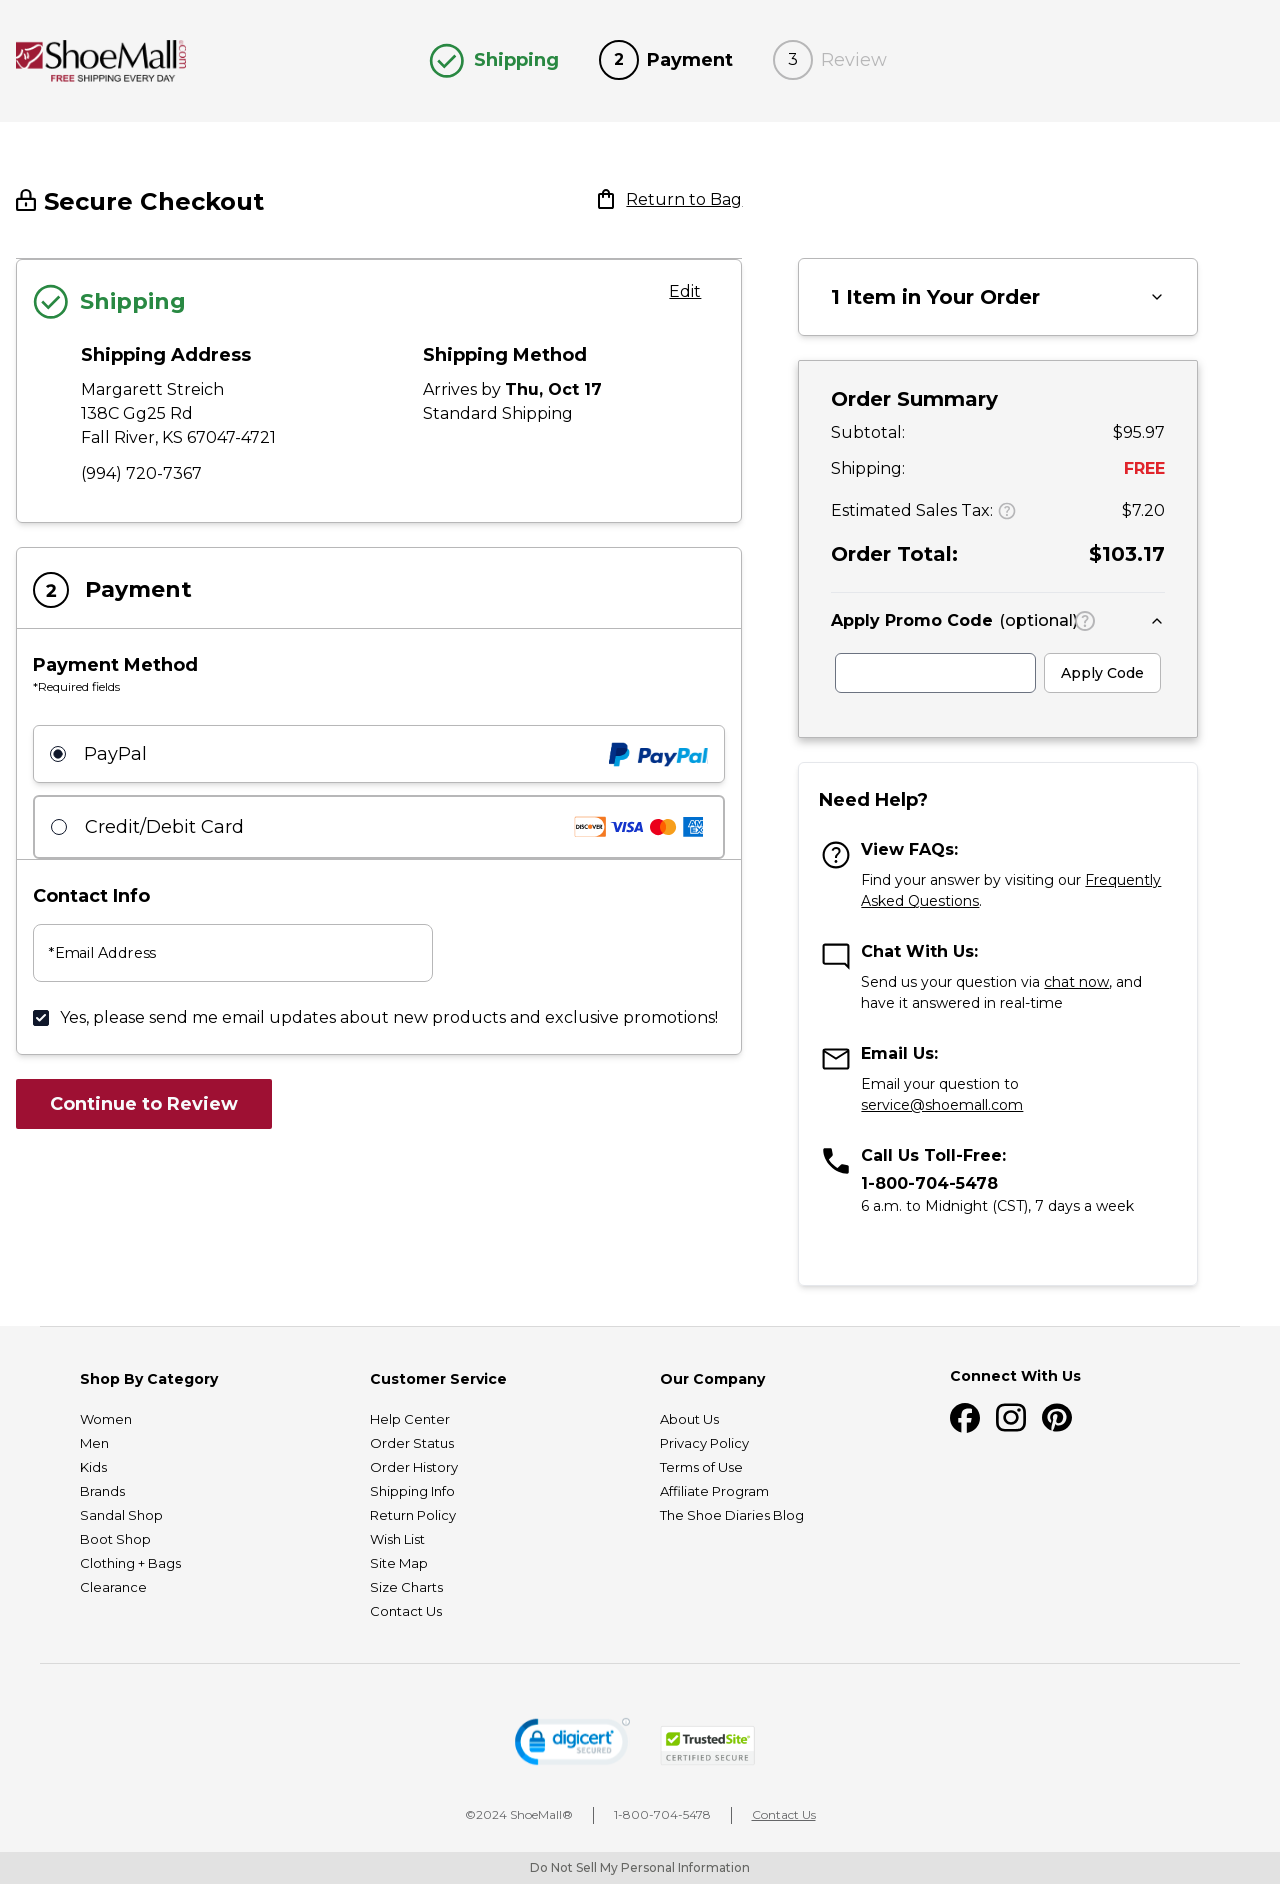 ShoeMall.com
FREE SHIPPING EVERY DAY
Shipping
2 Payment
3 Review
Secure Checkout
Return to Bag
Shipping
Edit
Shipping Address
Margarett Streich
138C Gg25 Rd
Fall River, KS 67047-4721
(994) 720-7367
Shipping Method
Arrives by Thu, Oct 17
Standard Shipping
2 Payment
Payment Method
*Required fields
PayPal
PayPal
Credit/Debit Card
DISCOVER VISA AMEX
Contact Info
*Email Address
Yes, please send me email updates about new products and exclusive promotions!
Continue to Review
1 Item in Your Order
Order Summary
Subtotal: $95.97
Shipping: FREE
Estimated Sales Tax: ? $7.20
Order Total: $103.17
Apply Promo Code (optional) ?
Apply Code
Need Help?
View FAQs:
Find your answer by visiting our Frequently
Asked Questions.
Chat With Us:
Send us your question via chat now, and
have it answered in real-time
Email Us:
Email your question to
service@shoemall.com
Call Us Toll-Free:
1-800-704-5478
6 a.m. to Midnight (CST), 7 days a week
Shop By Category
Women
Men
Kids
Brands
Sandal Shop
Boot Shop
Clothing + Bags
Clearance
Customer Service
Help Center
Order Status
Order History
Shipping Info
Return Policy
Wish List
Site Map
Size Charts
Contact Us
Our Company
About Us
Privacy Policy
Terms of Use
Affiliate Program
The Shoe Diaries Blog
Connect With Us
digicert
SECURED
TrustedSite
CERTIFIED SECURE
©2024 ShoeMall®
1-800-704-5478
Contact Us
Do Not Sell My Personal Information